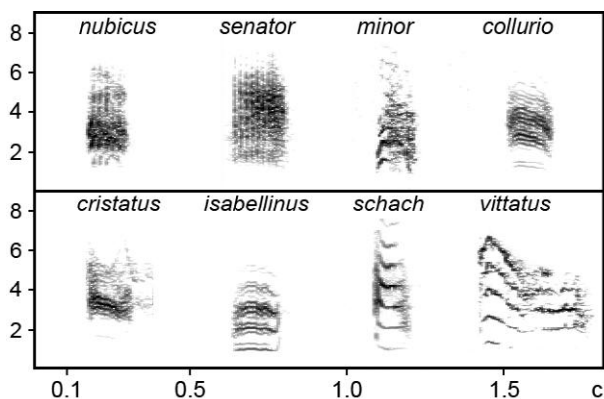 8
nubicus senator minor collurio
6
4
2
cristatus isabellinus schach vittatus
8
6
4
2
0.1 0.5 1.0 1.5 c